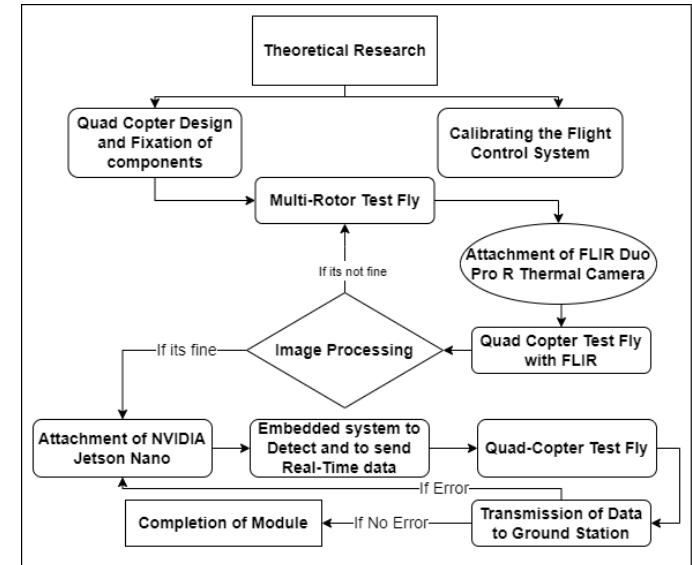 Theoretical Research
Quad Copter Design
and Fixation of
components
Calibrating the Flight
Control System
Multi-Rotor Test Fly
Attachment of FLIR Duo
Pro R Thermal Camera
If its not fine
Quad Copter Test Fly
with FLIR
Image Processing
If its fine
Attachment of NVIDIA
Jetson Nano
Embedded system to
Detect and to send
Real-Time data
Quad-Copter Test Fly
If Error
Transmission of Data
to Ground Station
If No Error
Completion of Module